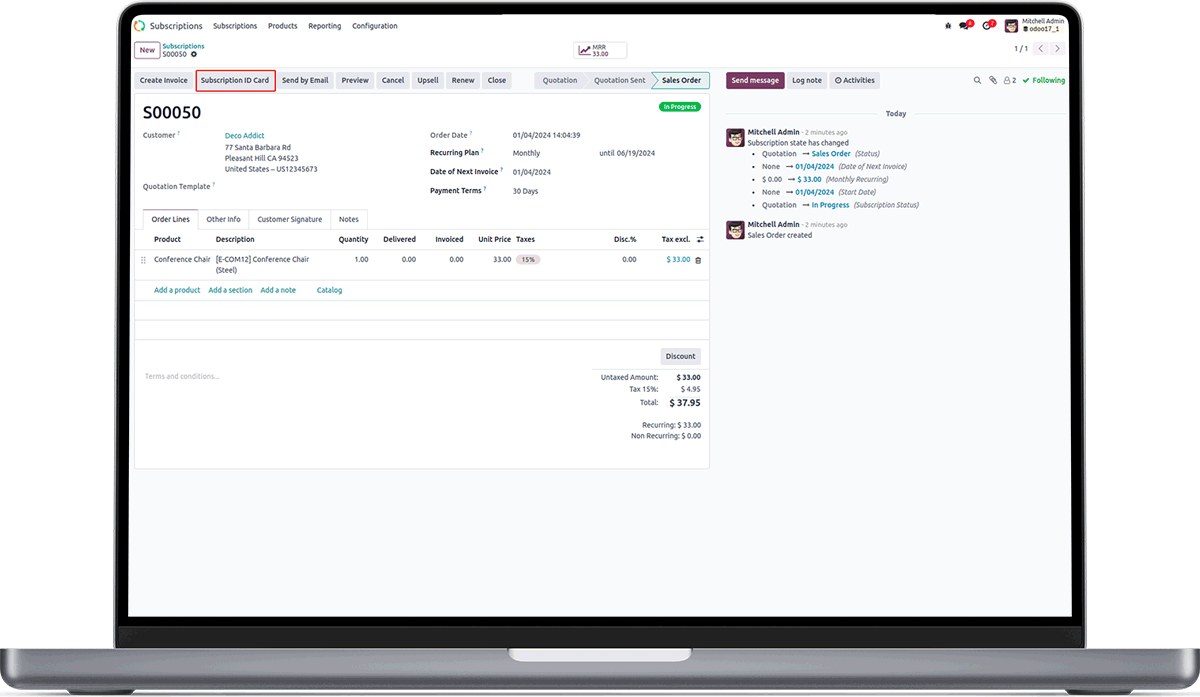 Subscriptions Subscriptions Products Reporting Configuration
Mitchell Admin
odoo17_1
New Subscriptions
S00050
MRR
33.00
1 / 1
Create Invoice Subscription ID Card Send by Email Preview Cancel Upsell Renew Close Quotation Quotation Sent Sales Order
Send message Log note Activities 2 Following
S00050
In Progress
Customer ? Deco Addict
77 Santa Barbara Rd
Pleasant Hill CA 94523
United States – US12345673
Quotation Template ?
Order Date ? 01/04/2024 14:04:39
Recurring Plan ? Monthly until 06/19/2024
Date of Next Invoice ? 01/04/2024
Payment Terms ? 30 Days
Order Lines Other Info Customer Signature Notes
Product Description Quantity Delivered Invoiced Unit Price Taxes Disc.% Tax excl.
Conference Chair [E-COM12] Conference Chair 1.00 0.00 0.00 33.00 15% 0.00 $ 33.00
(Steel)
Add a product Add a section Add a note Catalog
Discount
Terms and conditions...
Untaxed Amount: $ 33.00
Tax 15%: $ 4.95
Total: $ 37.95
Recurring: $ 33.00
Non Recurring: $ 0.00
Today
Mitchell Admin - 2 minutes ago
Subscription state has changed
• Quotation → Sales Order (Status)
• None → 01/04/2024 (Date of Next Invoice)
• $ 0.00 → $ 33.00 (Monthly Recurring)
• None → 01/04/2024 (Start Date)
• Quotation → In Progress (Subscription Status)
Mitchell Admin - 2 minutes ago
Sales Order created